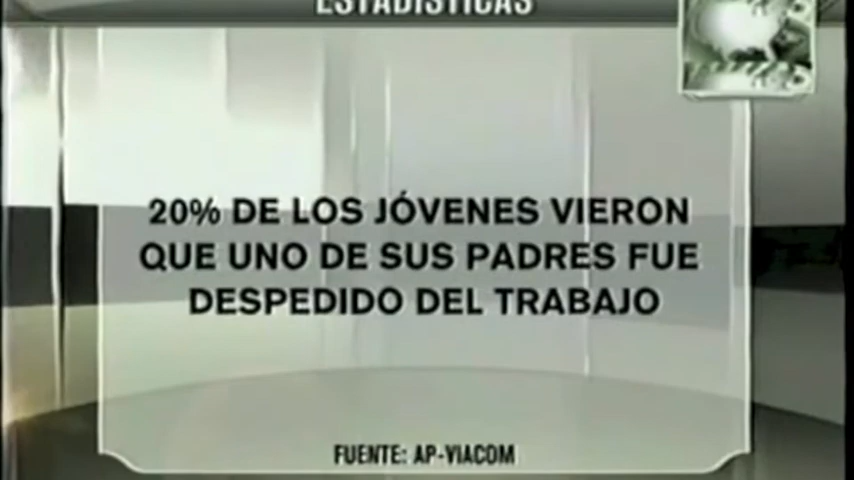 ESTADÍSTICAS
20% DE LOS JÓVENES VIERON
QUE UNO DE SUS PADRES FUE
DESPEDIDO DEL TRABAJO
FUENTE: AP-VIACOM